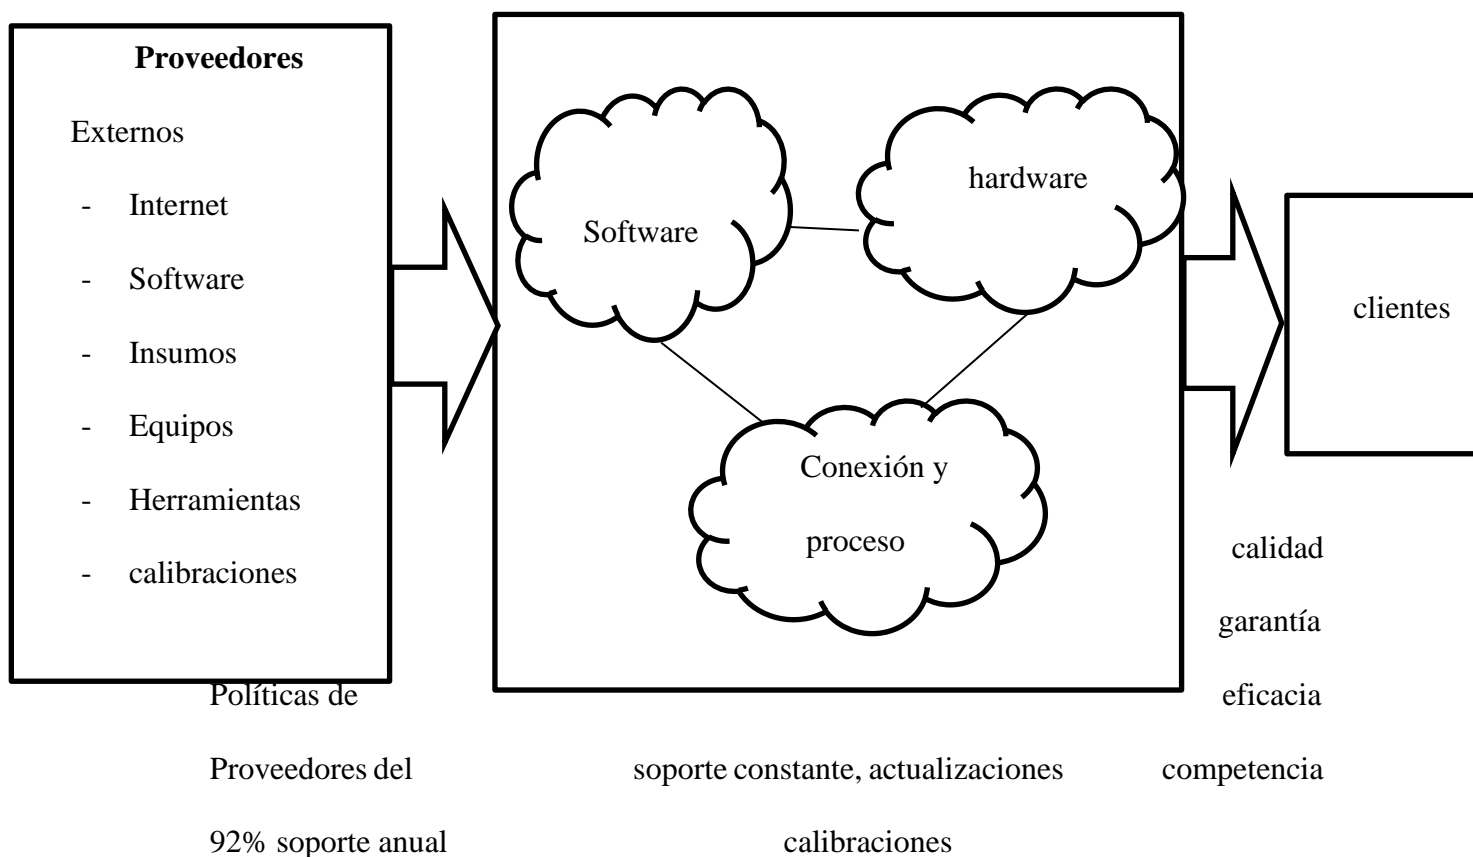 Proveedores
Externos
- Internet
- Software
- Insumos
- Equipos
- Herramientas
- calibraciones
Políticas de
Proveedores del
92% soporte anual
Software
hardware
Conexión y
proceso
soporte constante, actualizaciones
calibraciones
clientes
calidad
garantía
eficacia
competencia